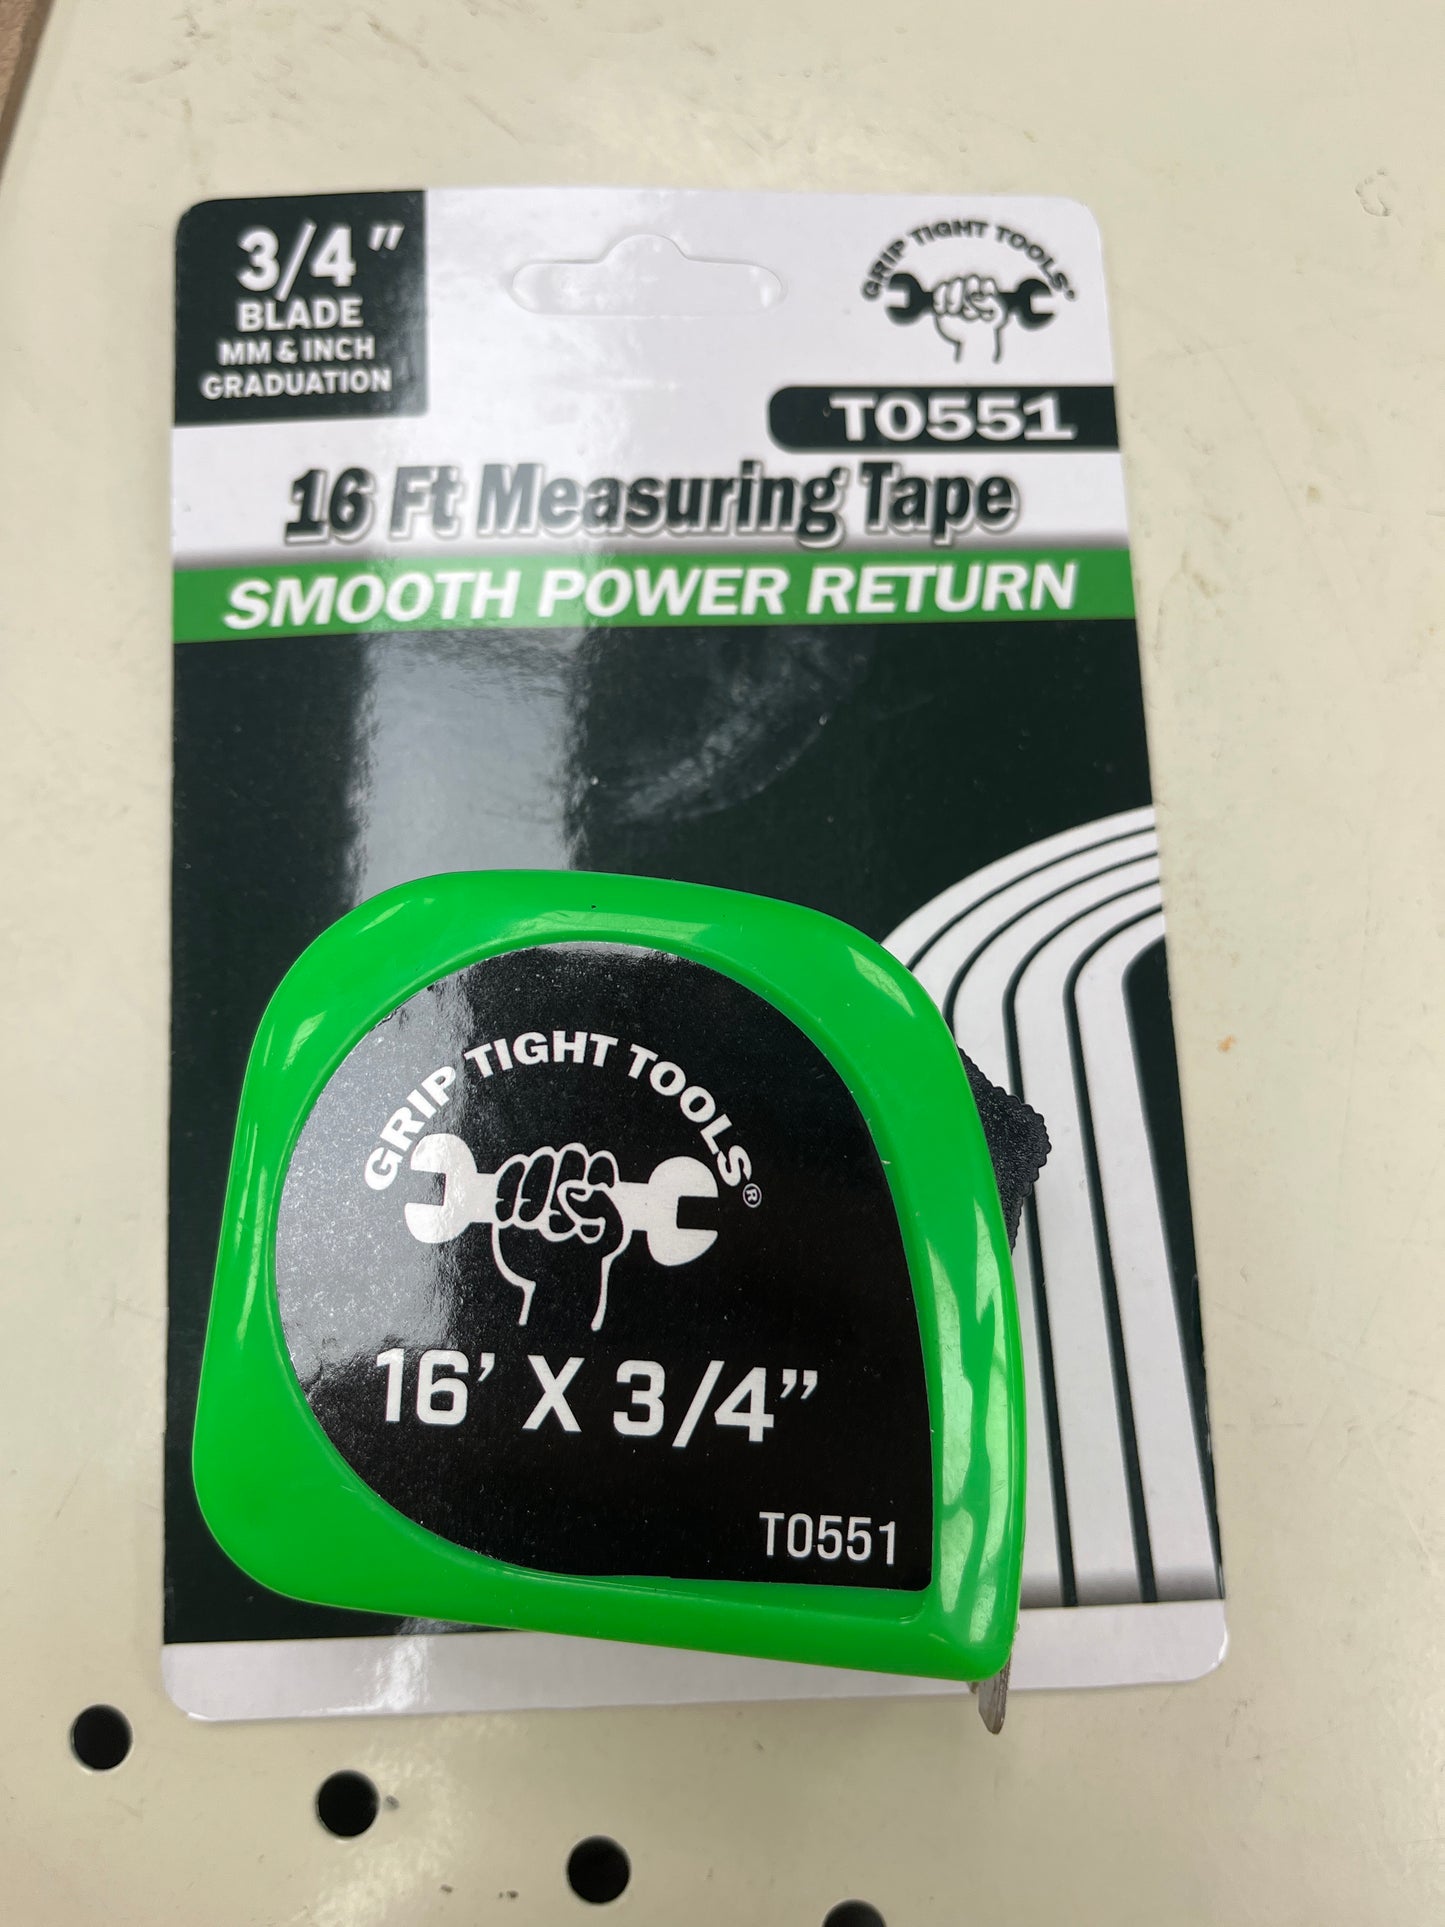 3/4"
BLADE
MM & INCH
GRADUATION
GRIP TIGHT TOOLS®
T0551
16 Ft Measuring Tape
SMOOTH POWER RETURN
GRIP TIGHT TOOLS®
16' X 3/4"
T0551